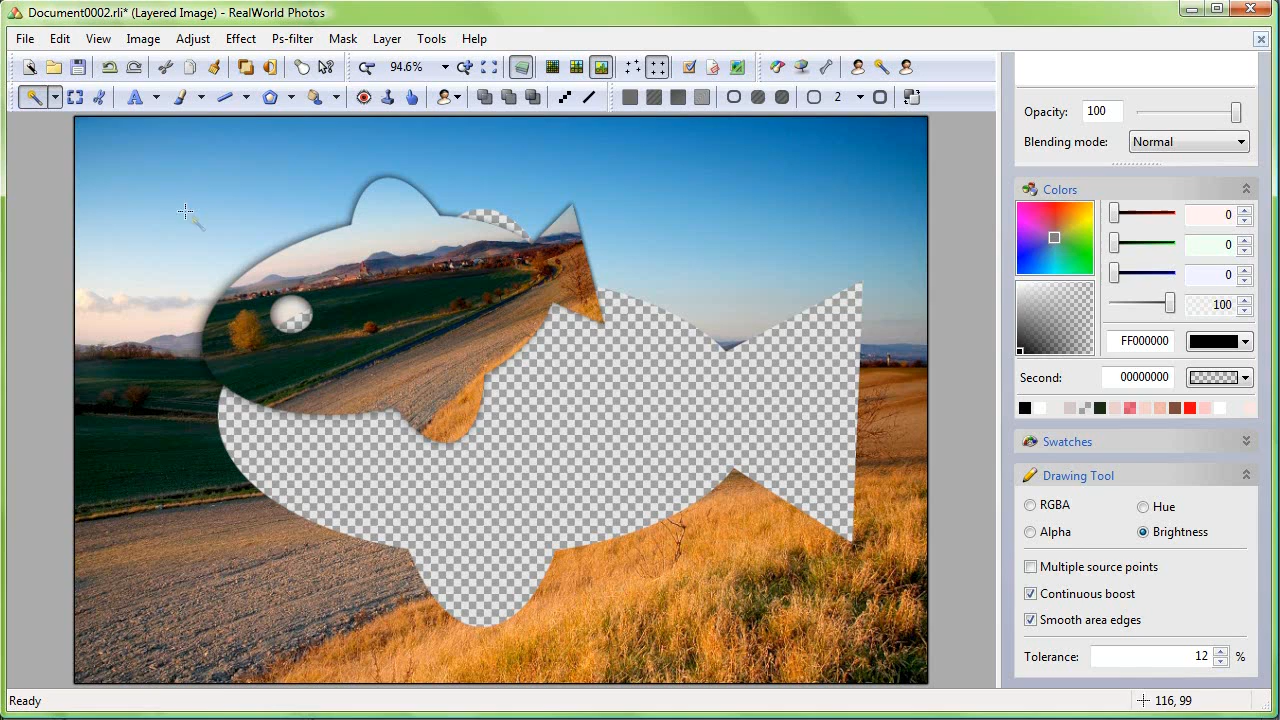 Document0002.rli* (Layered Image) - RealWorld Photos
File Edit View Image Adjust Effect Ps-filter Mask Layer Tools Help
94.6%
2
Opacity: 100
Blending mode: Normal
Colors
0
0
0
100
FF000000
Second: 00000000
Swatches
Drawing Tool
RGBA Hue
Alpha Brightness
Multiple source points
Continuous boost
Smooth area edges
Tolerance: 12 %
Ready 116, 99